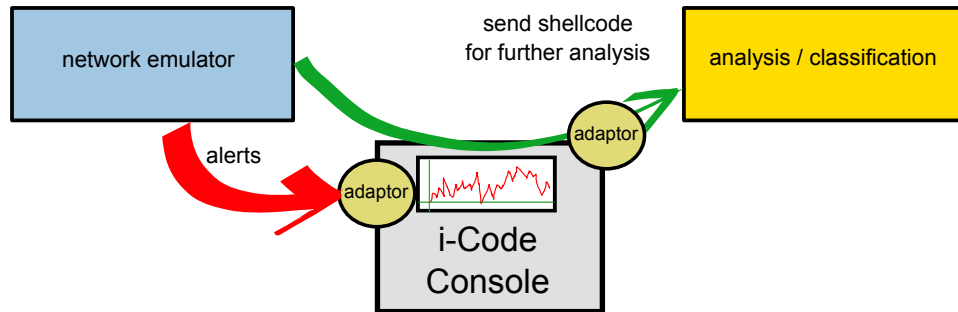 network emulator
send shellcode
for further analysis
analysis / classification
alerts
adaptor
adaptor
i-Code
Console